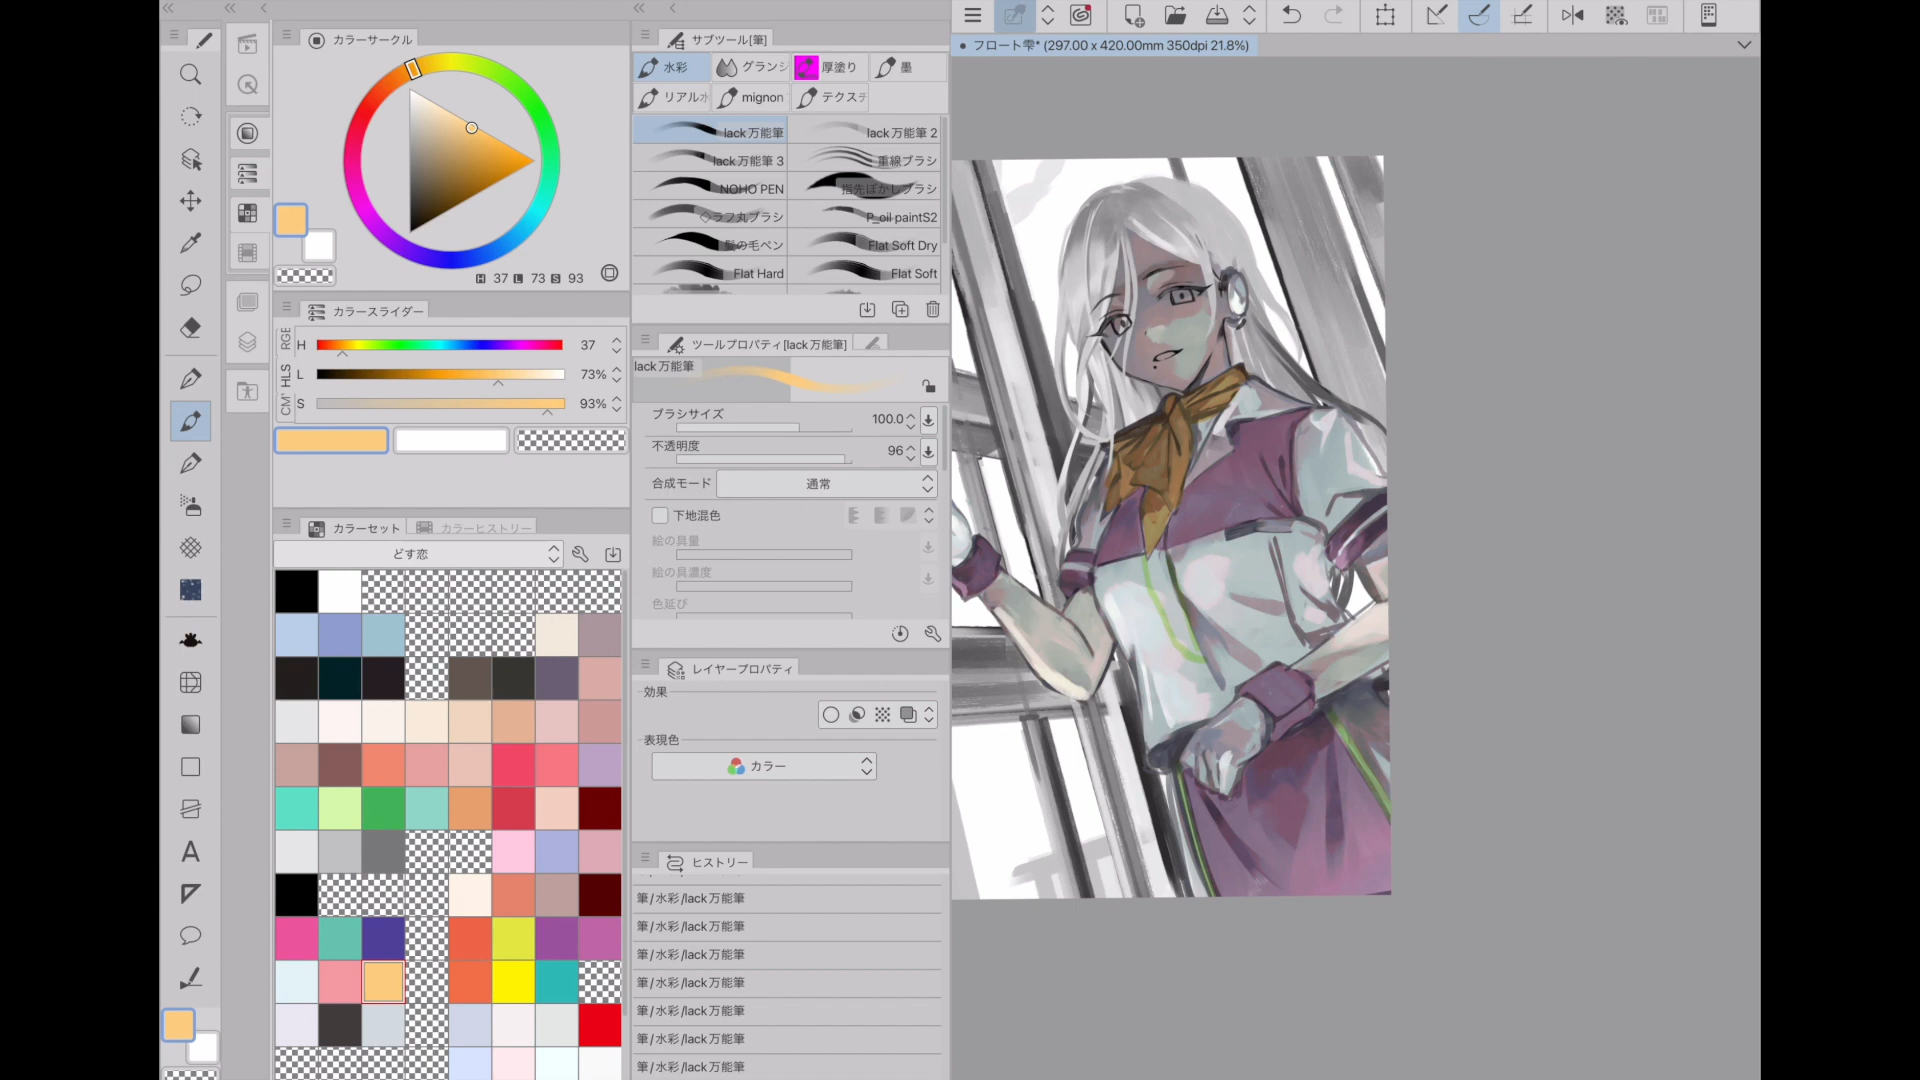 カラーサークル
H 37 L 73 S 93
カラースライダー
RGB
HLS
H 37
L 73%
S 93%
カラーセット カラーヒストリー
どす恋
サブツール[筆]
水彩 厚塗り 墨
mignon
lack万能筆 lack万能筆 2
lack万能筆 3 重線ブラシ
NOHO PEN 指先ぼかしブラシ
◇ラフ丸ブラシ P_oil paintS2
髪の毛ペン Flat Soft Dry
Flat Hard Flat Soft
ツールプロパティ[lack万能筆]
lack万能筆
ブラシサイズ 100.0
不透明度 96
合成モード 通常
下地混色
絵の具量
絵の具濃度
色延び
レイヤープロパティ
効果
表現色
カラー
ヒストリー
筆/水彩/lack万能筆
筆/水彩/lack万能筆
筆/水彩/lack万能筆
筆/水彩/lack万能筆
筆/水彩/lack万能筆
筆/水彩/lack万能筆
筆/水彩/lack万能筆
フロート雫* (297.00 x 420.00mm 350dpi 21.8%)